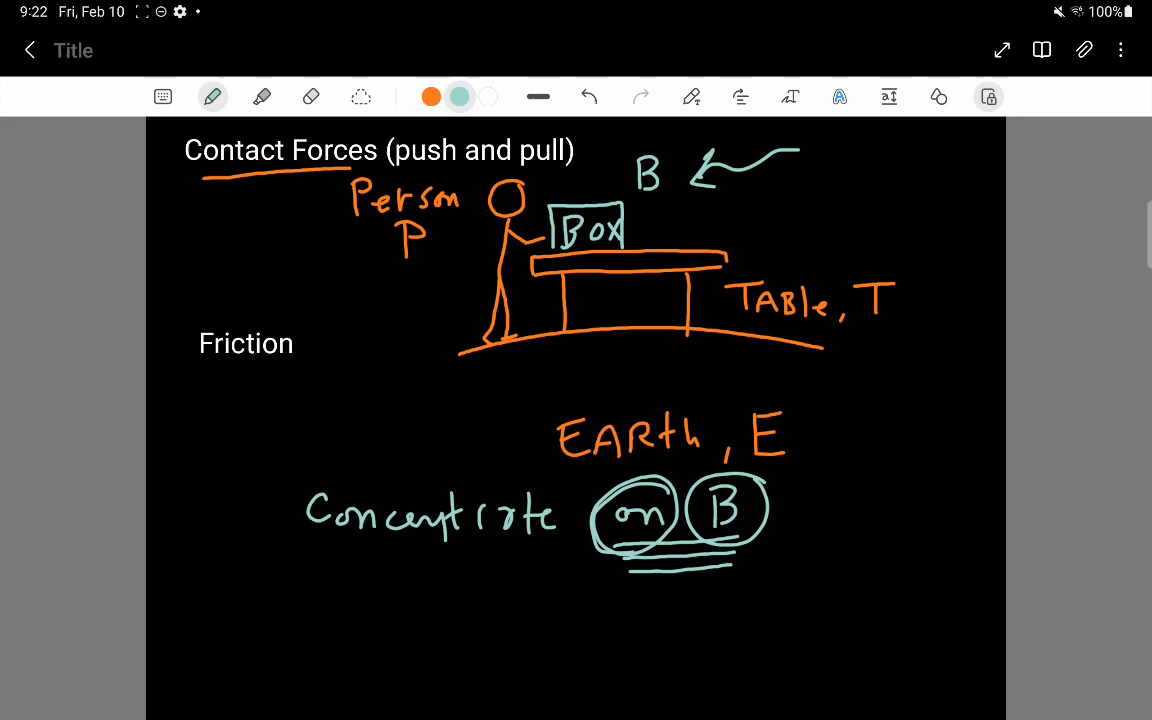 9:22 Fri, Feb 10
100%
Title
Contact Forces (push and pull)
B
Person
P
Box
TABle, T
Friction
EARth, E
Concentrate on B